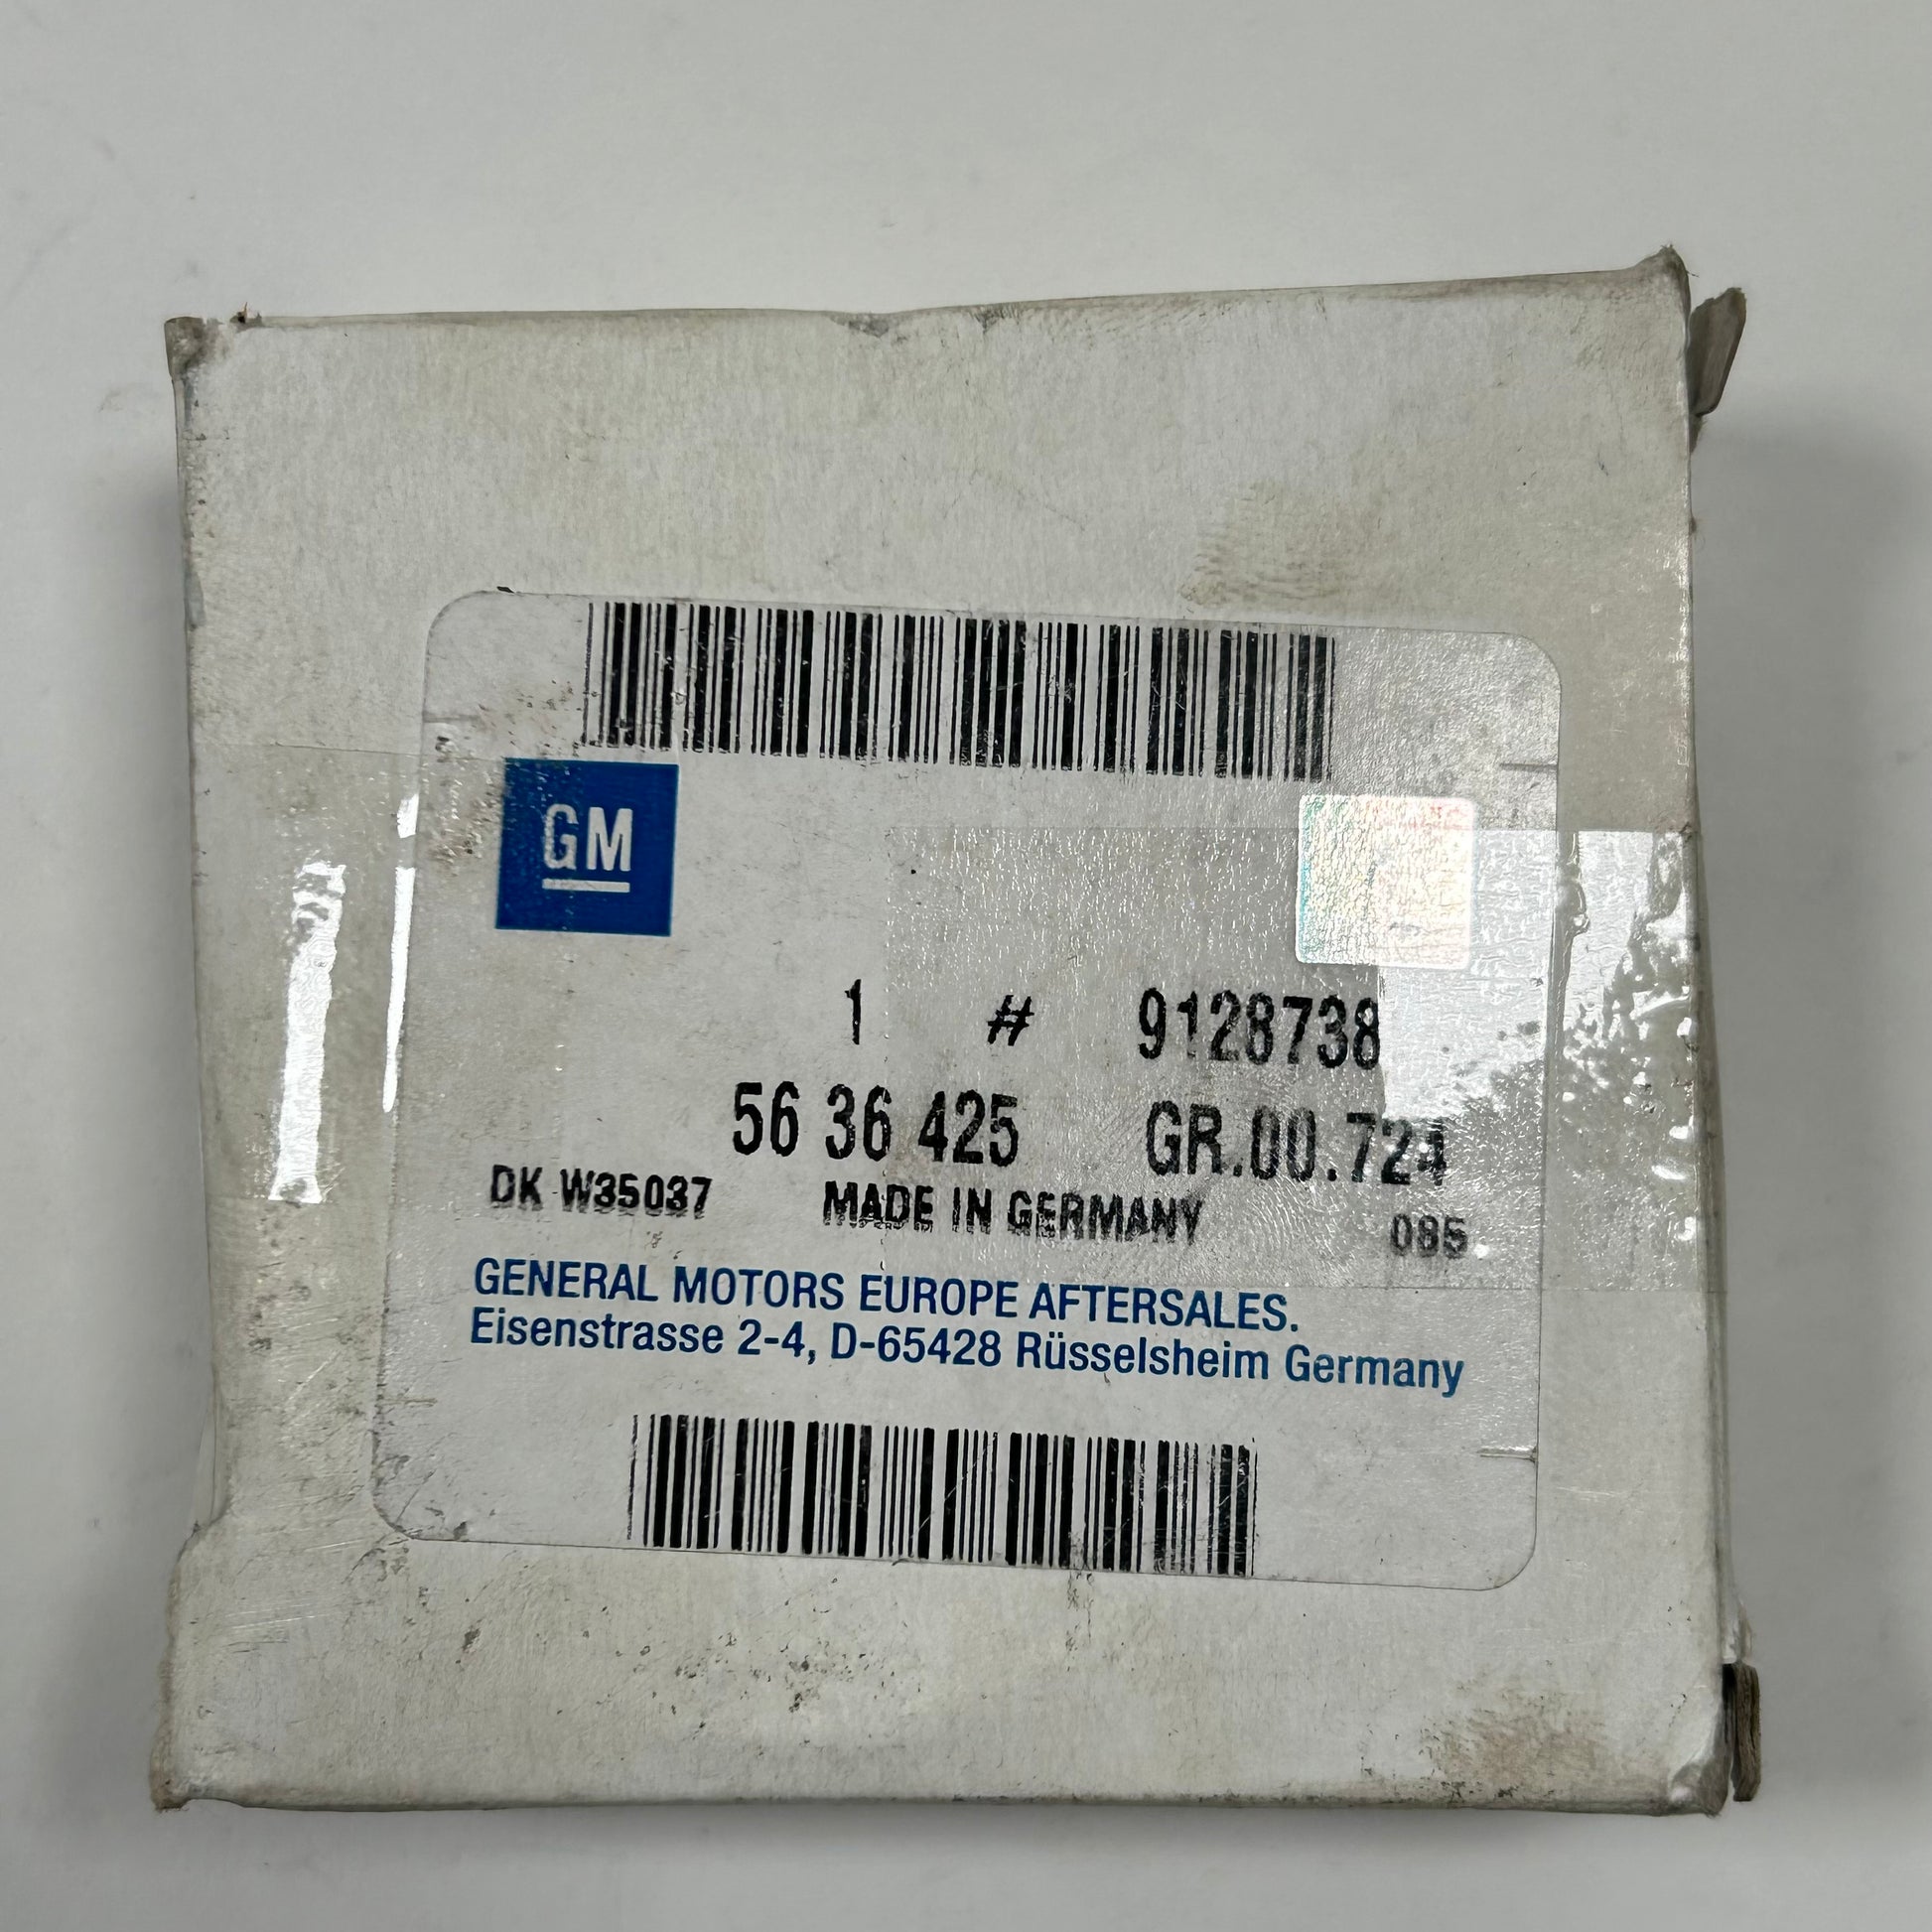 GM
1 # 9128738
56 36 425 GR.00.724
DK W35037 MADE IN GERMANY 085
GENERAL MOTORS EUROPE AFTERSALES.
Eisenstrasse 2-4, D-65428 Rüsselsheim Germany